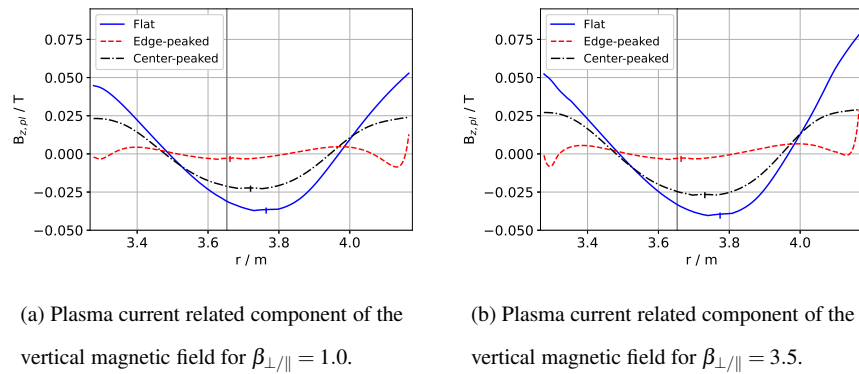 Flat
Edge-peaked
Center-peaked
0.075
0.050
0.025
0.000
−0.025
−0.050
B_{z,pl} / T
3.4 3.6 3.8 4.0
r / m
(a) Plasma current related component of the
vertical magnetic field for β_{⊥/∥} = 1.0.
Flat
Edge-peaked
Center-peaked
0.075
0.050
0.025
0.000
−0.025
−0.050
B_{z,pl} / T
3.4 3.6 3.8 4.0
r / m
(b) Plasma current related component of the
vertical magnetic field for β_{⊥/∥} = 3.5.